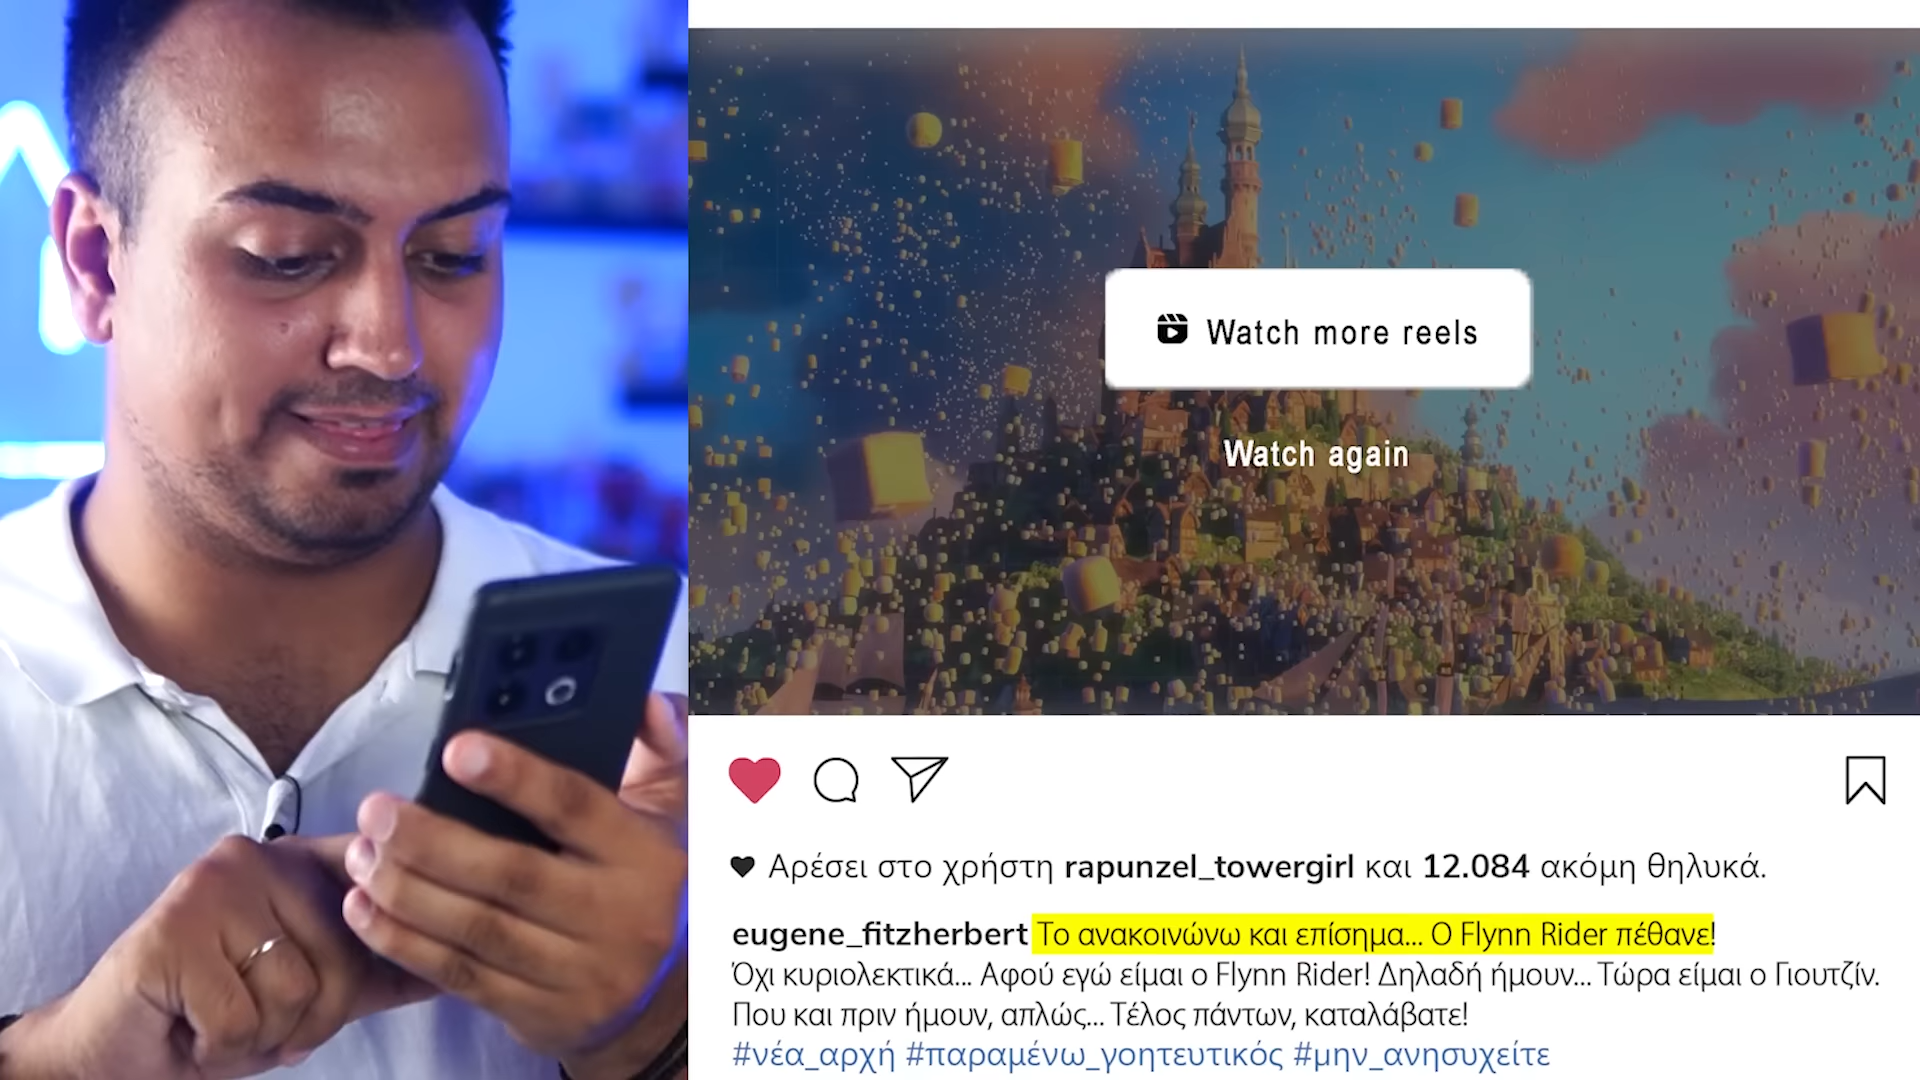 Watch more reels
Watch again
Αρέσει στο χρήστη rapunzel_towergirl και 12.084 ακόμη θηλυκά.
eugene_fitzherbert Το ανακοινώνω και επίσημα... Ο Flynn Rider πέθανε!
Όχι κυριολεκτικά... Αφού εγώ είμαι ο Flynn Rider! Δηλαδή ήμουν... Τώρα είμαι ο Γιουτζίν.
Που και πριν ήμουν, απλώς... Τέλος πάντων, καταλάβατε!
#νέα_αρχή #παραμένω_γοητευτικός #μην_ανησυχείτε